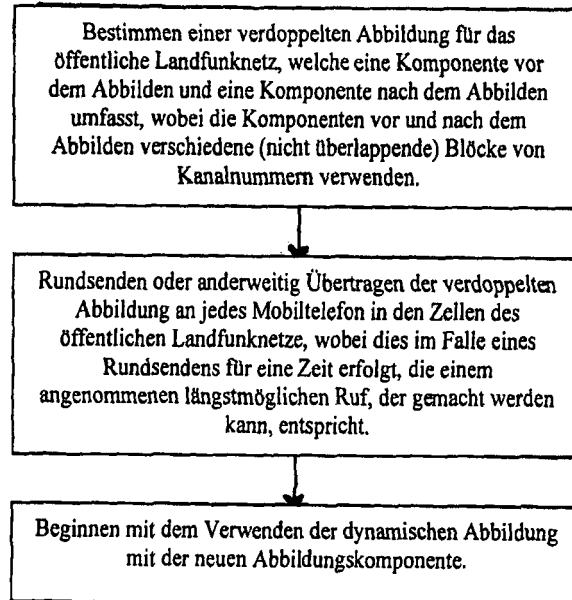 Bestimmen einer verdoppelten Abbildung für das
öffentliche Landfunknetz, welche eine Komponente vor
dem Abbilden und eine Komponente nach dem Abbilden
umfasst, wobei die Komponenten vor und nach dem
Abbilden verschiedene (nicht überlappende) Blöcke von
Kanalnummern verwenden.
Rundsenden oder anderweitig Übertragen der verdoppelten
Abbildung an jedes Mobiltelefon in den Zellen des
öffentlichen Landfunknetze, wobei dies im Falle eines
Rundsendens für eine Zeit erfolgt, die einem
angenommenen längstmöglichen Ruf, der gemacht werden
kann, entspricht.
Beginnen mit dem Verwenden der dynamischen Abbildung
mit der neuen Abbildungskomponente.